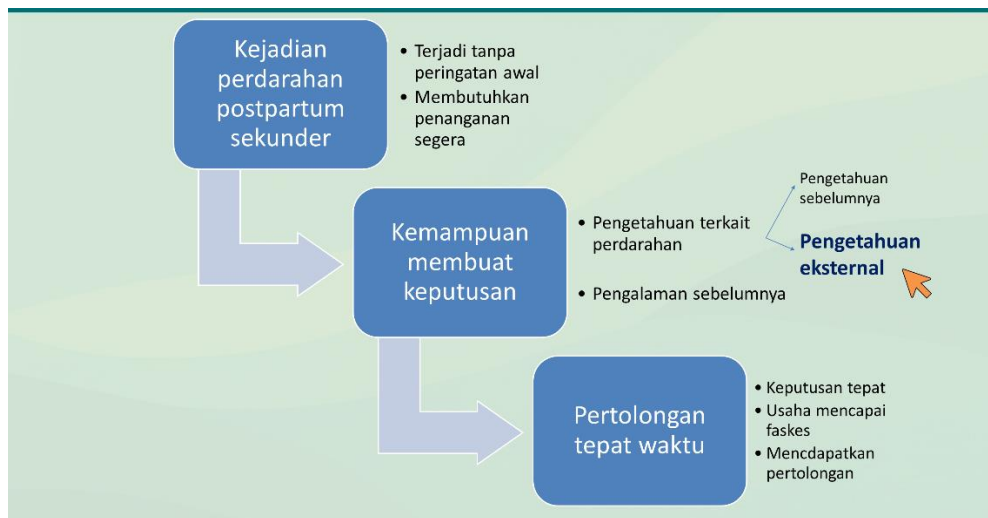 Kejadian
perdarahan
postpartum
sekunder
• Terjadi tanpa
peringatan awal
• Membutuhkan
penanganan
segera
Kemampuan
membuat
keputusan
• Pengetahuan terkait
perdarahan
Pengetahuan
sebelumnya
Pengetahuan
eksternal
• Pengalaman sebelumnya
Pertolongan
tepat waktu
• Keputusan tepat
• Usaha mencapai
faskes
• Mencdapatkan
pertolongan